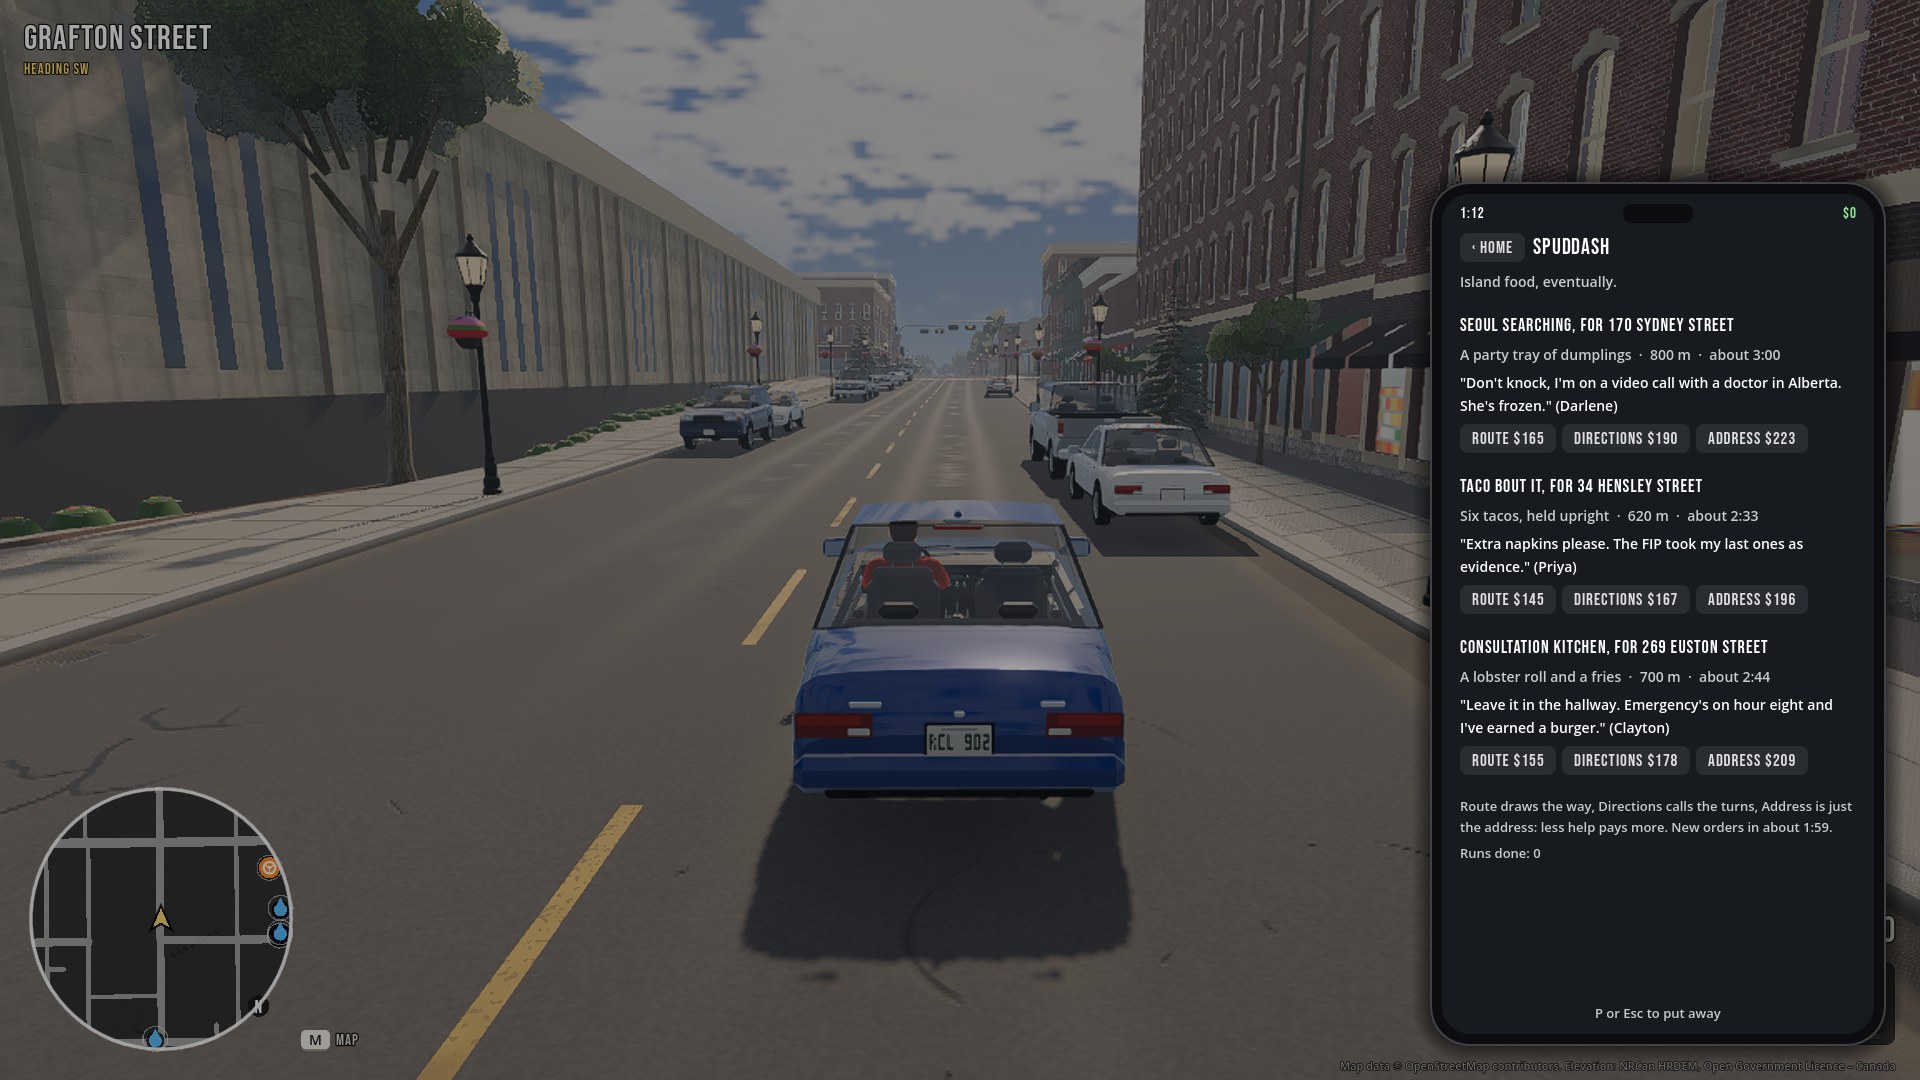 GRAFTON STREET
HEADING SW
1:12
$0
‹ HOME
SPUDDASH
Island food, eventually.
SEOUL SEARCHING, FOR 170 SYDNEY STREET
A party tray of dumplings · 800 m · about 3:00
"Don't knock, I'm on a video call with a doctor in Alberta.
She's frozen." (Darlene)
ROUTE $165
DIRECTIONS $190
ADDRESS $223
TACO BOUT IT, FOR 34 HENSLEY STREET
Six tacos, held upright · 620 m · about 2:33
"Extra napkins please. The FIP took my last ones as
evidence." (Priya)
ROUTE $145
DIRECTIONS $167
ADDRESS $196
CONSULTATION KITCHEN, FOR 269 EUSTON STREET
A lobster roll and a fries · 700 m · about 2:44
"Leave it in the hallway. Emergency's on hour eight and
I've earned a burger." (Clayton)
ROUTE $155
DIRECTIONS $178
ADDRESS $209
Route draws the way, Directions calls the turns, Address is just
the address: less help pays more. New orders in about 1:59.
Runs done: 0
P or Esc to put away
RCL 902
N
M MAP
Map data © OpenStreetMap contributors. Elevation: NRCan HRDEM, Open Government Licence – Canada